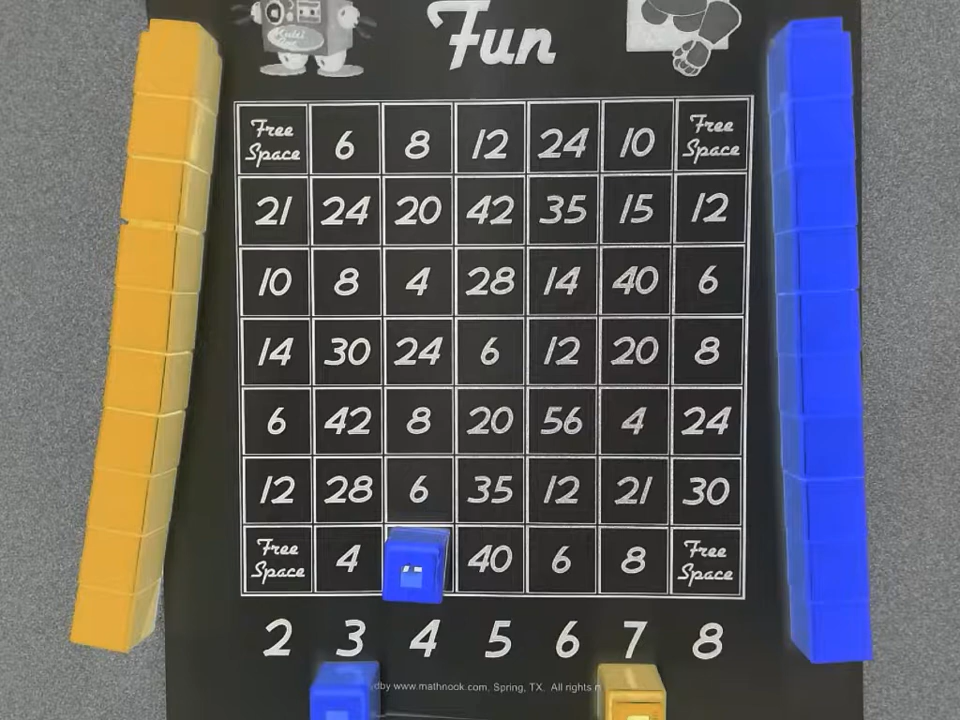 Fun
Free Space 6 8 12 24 10 Free Space
21 24 20 42 35 15 12
10 8 4 28 14 40 6
14 30 24 6 12 20 8
6 42 8 20 56 4 24
12 28 6 35 12 21 30
Free Space 4 40 6 8 Free Space
2 3 4 5 6 7 8
by www.mathnook.com, Spring, TX. All rights